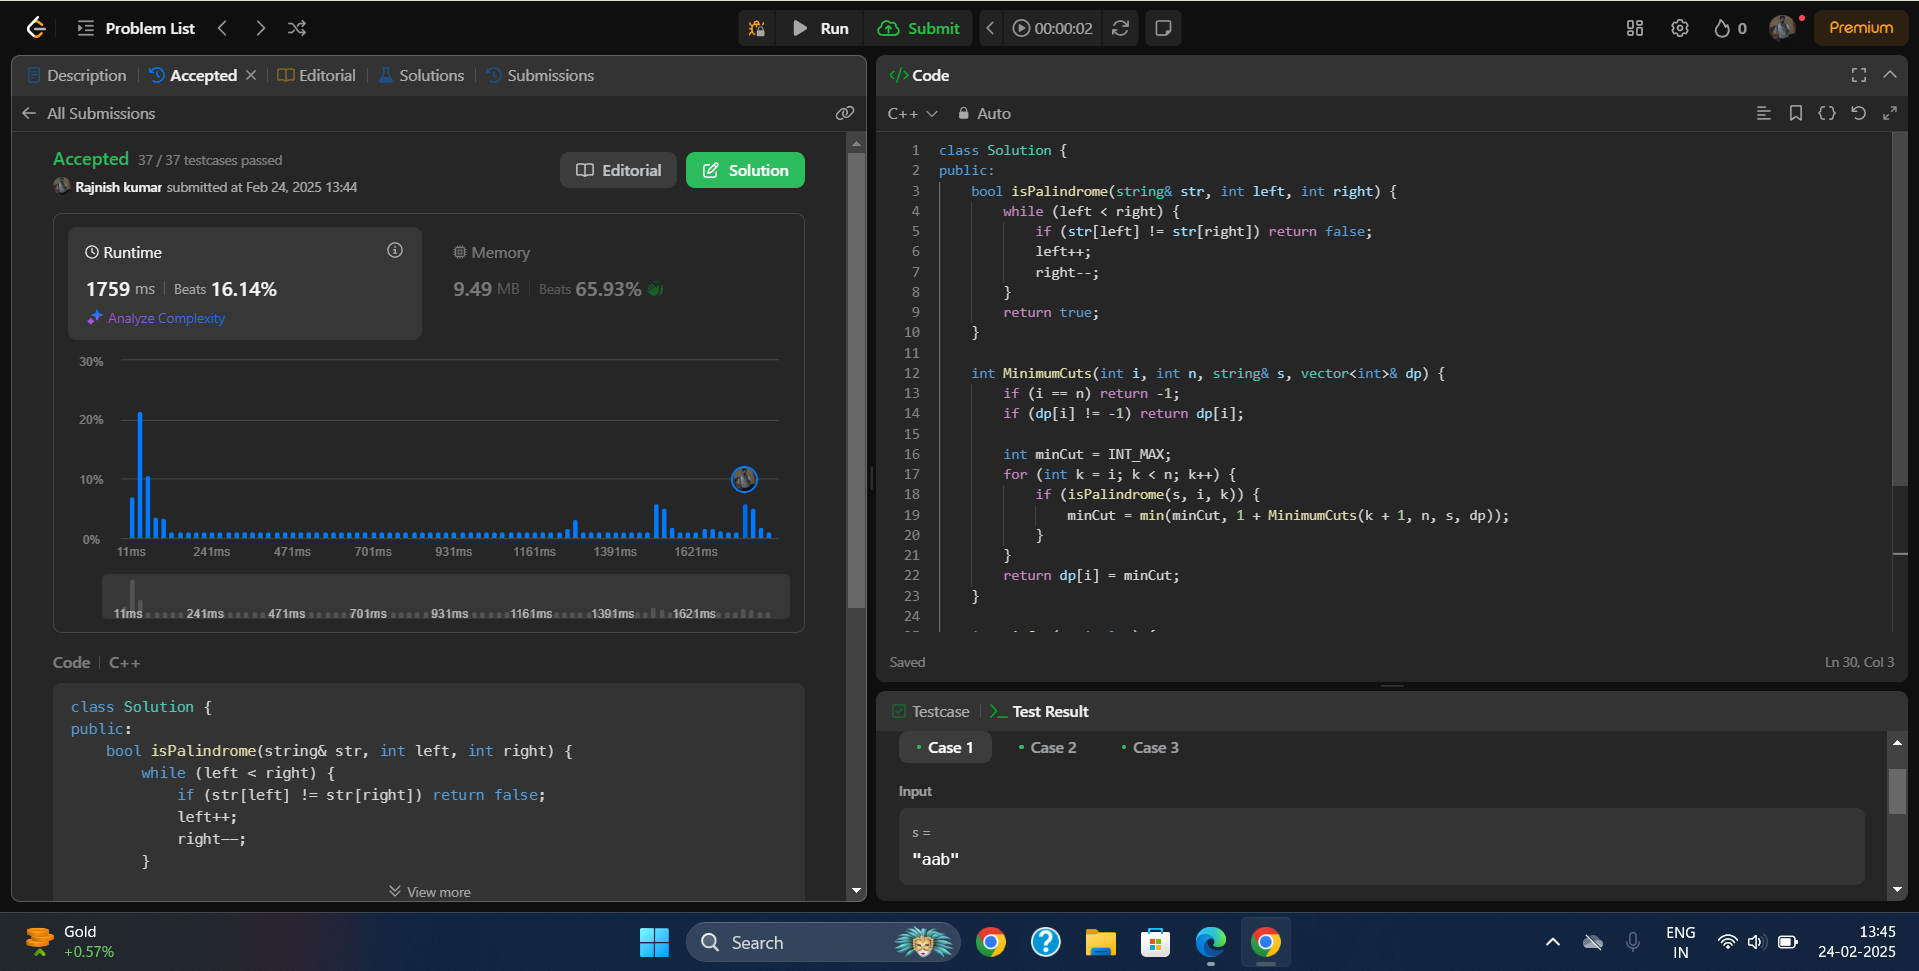 Problem List
Run
Submit
00:00:02
0
Premium
Description
Accepted
Editorial
Solutions
Submissions
All Submissions
Accepted 37 / 37 testcases passed
Rajnish kumar submitted at Feb 24, 2025 13:44
Editorial
Solution
Runtime
1759 ms Beats 16.14%
Analyze Complexity
Memory
9.49 MB Beats 65.93%
30%
20%
10%
0%
11ms 241ms 471ms 701ms 931ms 1161ms 1391ms 1621ms
11ms 241ms 471ms 701ms 931ms 1161ms 1391ms 1621ms
Code C++
class Solution {
public:
    bool isPalindrome(string& str, int left, int right) {
        while (left < right) {
            if (str[left] != str[right]) return false;
            left++;
            right--;
        }
View more
Code
C++
Auto
1 class Solution {
2 public:
3     bool isPalindrome(string& str, int left, int right) {
4         while (left < right) {
5             if (str[left] != str[right]) return false;
6             left++;
7             right--;
8         }
9         return true;
10     }
11
12     int MinimumCuts(int i, int n, string& s, vector<int>& dp) {
13         if (i == n) return -1;
14         if (dp[i] != -1) return dp[i];
15
16         int minCut = INT_MAX;
17         for (int k = i; k < n; k++) {
18             if (isPalindrome(s, i, k)) {
19                 minCut = min(minCut, 1 + MinimumCuts(k + 1, n, s, dp));
20             }
21         }
22         return dp[i] = minCut;
23     }
24
Saved
Ln 30, Col 3
Testcase
Test Result
Case 1
Case 2
Case 3
Input
s =
"aab"
Gold
+0.57%
Search
ENG
IN
13:45
24-02-2025